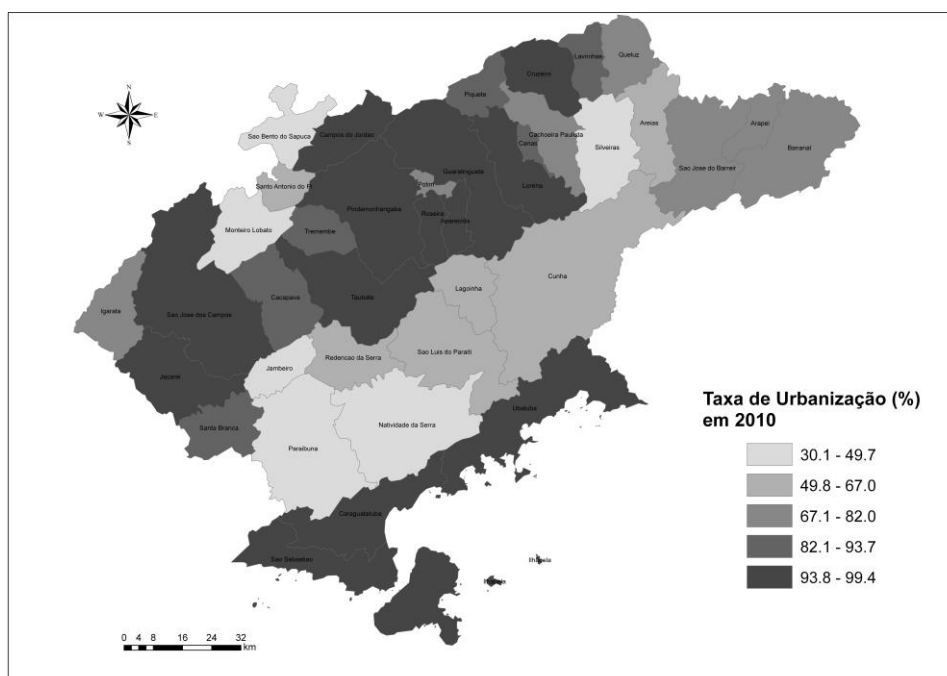 N
W E
S
Queluz
Lavrinhas
Cruzeiro
Piquete
Areias
Arapei
Bananal
Sao Bento do Sapuca
Campos do Jordao
Cachoeira Paulista
Canas
Silveiras
Sao Jose do Barreir
Guaratingueta
Santo Antonio do Pi
Potim
Lorena
Pindamonhangaba
Roseira
Aparecida
Monteiro Lobato
Tremembe
Cunha
Lagoinha
Cacapava
Taubate
Igarata
Sao Jose dos Campos
Redencao da Serra
Sao Luis do Paraiti
Jambeiro
Jacarei
Ubatuba
Natividade da Serra
Santa Branca
Paraibuna
Caraguatatuba
Sao Sebastiao
Ilhabela
Ilhabela
Taxa de Urbanização (%)
em 2010
30.1 - 49.7
49.8 - 67.0
67.1 - 82.0
82.1 - 93.7
93.8 - 99.4
0 4 8 16 24 32
km